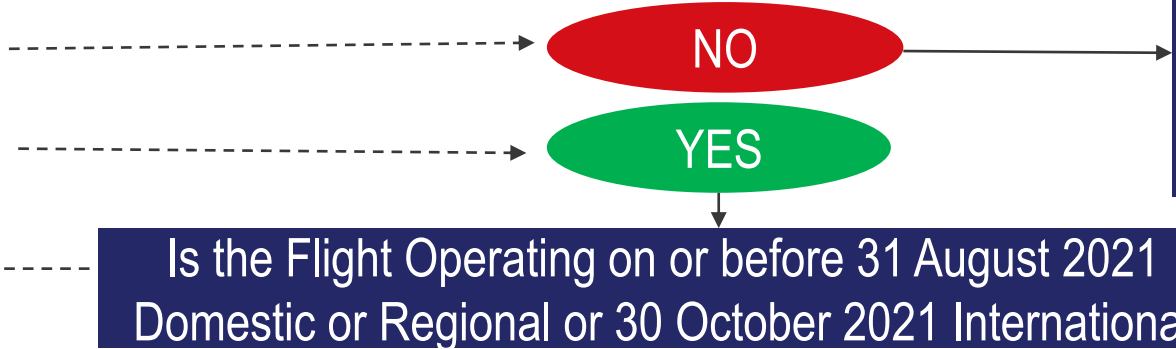 NO
YES
Is the Flight Operating on or before 31 August 2021
Domestic or Regional or 30 October 2021 Internationa